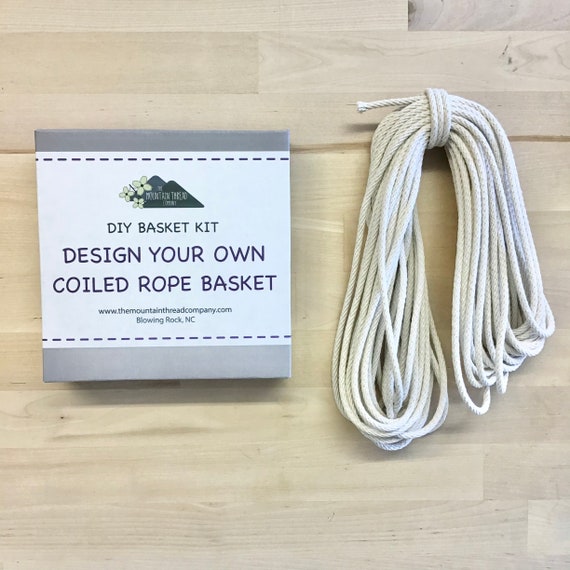 THE
MOUNTAIN THREAD
COMPANY
DIY BASKET KIT
DESIGN YOUR OWN
COILED ROPE BASKET
www.themountainthreadcompany.com
Blowing Rock, NC